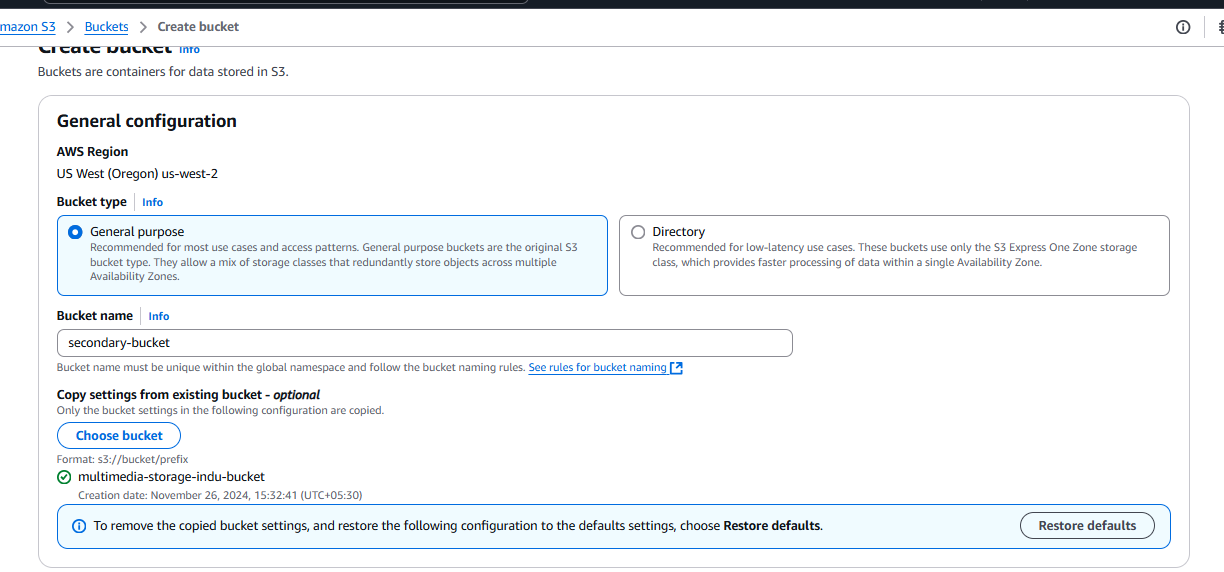 mazon S3 > Buckets > Create bucket
Create bucket Info
Buckets are containers for data stored in S3.
General configuration
AWS Region
US West (Oregon) us-west-2
Bucket type Info
General purpose
Recommended for most use cases and access patterns. General purpose buckets are the original S3
bucket type. They allow a mix of storage classes that redundantly store objects across multiple
Availability Zones.
Directory
Recommended for low-latency use cases. These buckets use only the S3 Express One Zone storage
class, which provides faster processing of data within a single Availability Zone.
Bucket name Info
secondary-bucket
Bucket name must be unique within the global namespace and follow the bucket naming rules. See rules for bucket naming
Copy settings from existing bucket - optional
Only the bucket settings in the following configuration are copied.
Choose bucket
Format: s3://bucket/prefix
multimedia-storage-indu-bucket
Creation date: November 26, 2024, 15:32:41 (UTC+05:30)
To remove the copied bucket settings, and restore the following configuration to the defaults settings, choose Restore defaults.
Restore defaults